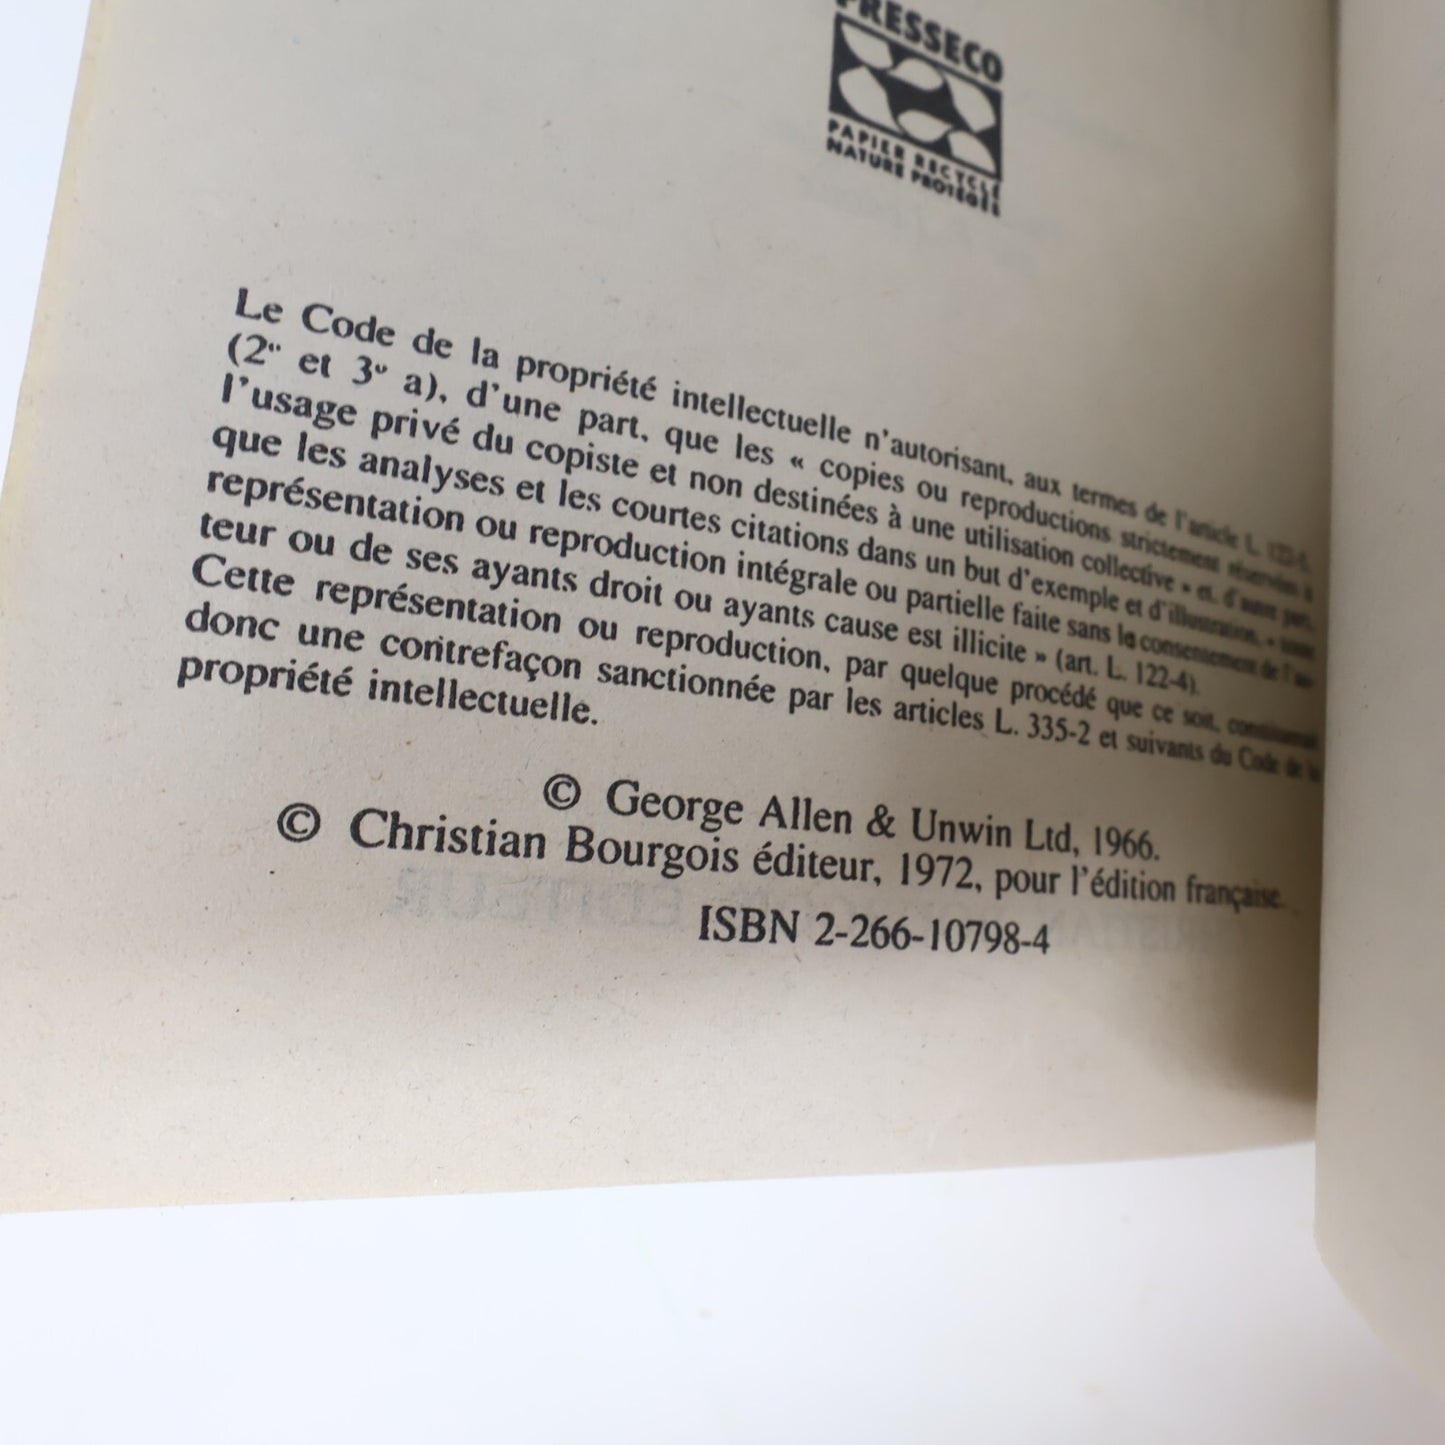 PRESSECO
PAPIER RECYCLÉ
NATURE PROTÉGÉE
Le Code de la propriété intellectuelle n'autorisant, aux termes de l'article L. 122-5,
(2° et 3° a), d'une part, que les « copies ou reproductions strictement réservées à
l'usage privé du copiste et non destinées à une utilisation collective » et, d'autre part,
que les analyses et les courtes citations dans un but d'exemple et d'illustration, « toute
représentation ou reproduction intégrale ou partielle faite sans le consentement de l'au-
teur ou de ses ayants droit ou ayants cause est illicite » (art. L. 122-4).
Cette représentation ou reproduction, par quelque procédé que ce soit, constituerait
donc une contrefaçon sanctionnée par les articles L. 335-2 et suivants du Code de la
propriété intellectuelle.
© George Allen & Unwin Ltd, 1966.
© Christian Bourgois éditeur, 1972, pour l'édition française.
ISBN 2-266-10798-4